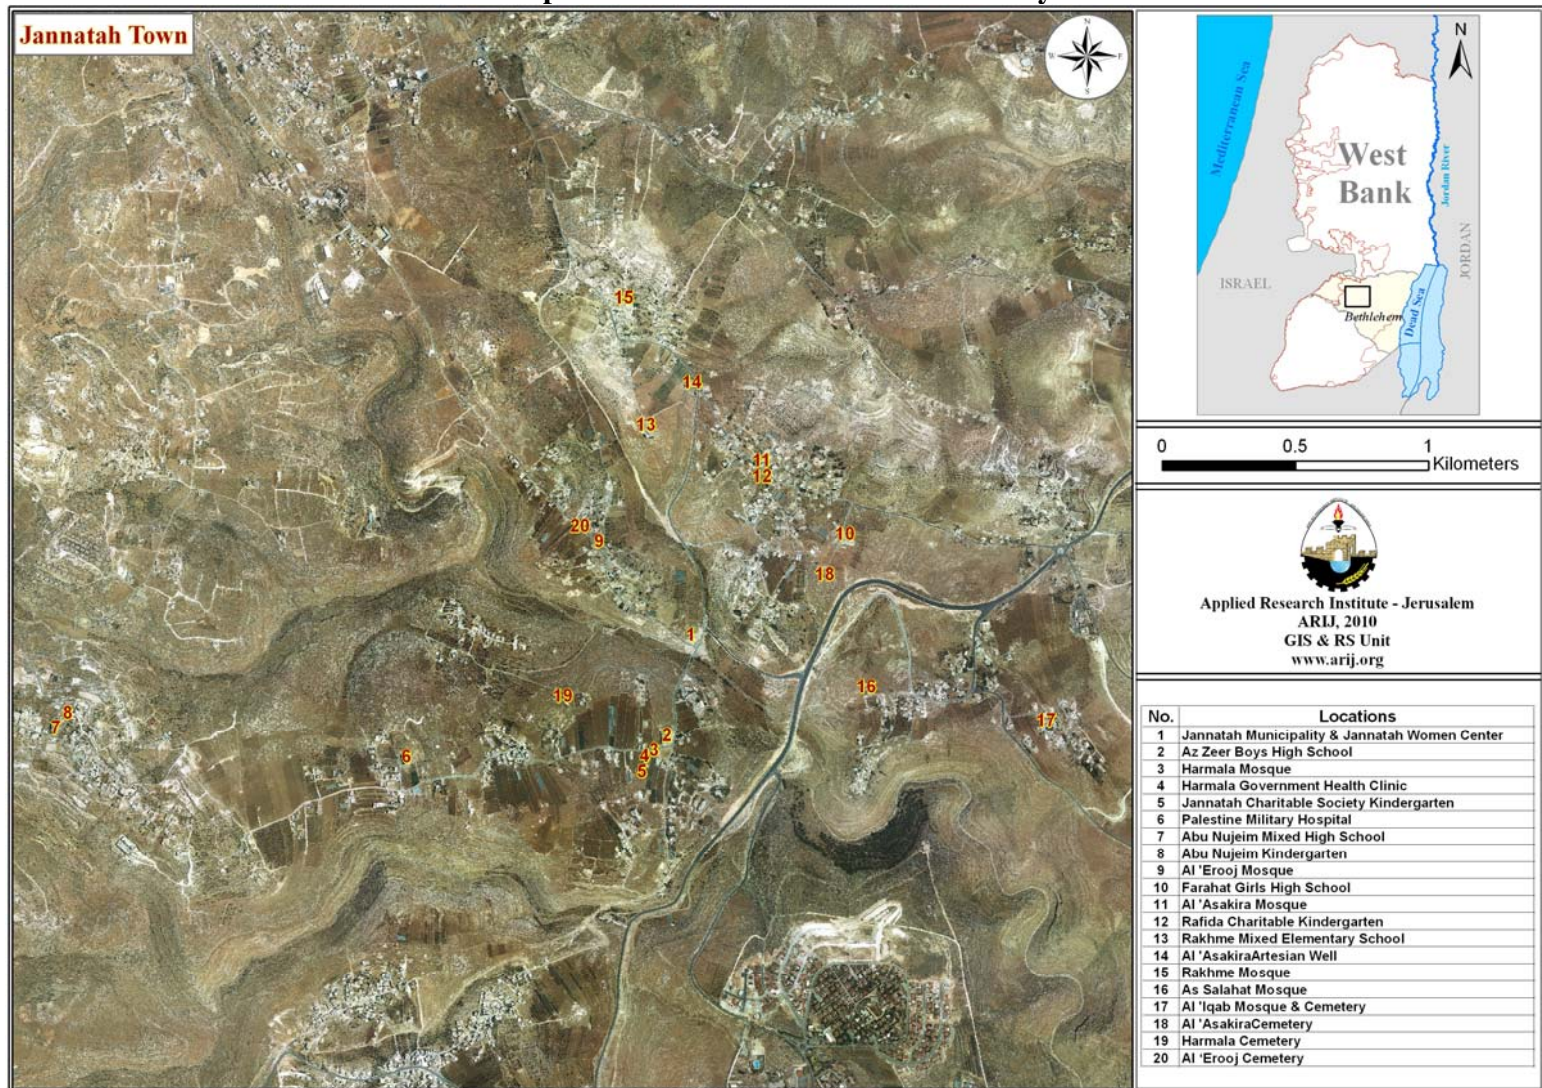 Jannatah Town
N
W
E
S
15
14
13
11
12
20
9
10
18
1
19
16
8
7
17
2
3
4
5
6
N
Mediterranean Sea
West
Bank
Jordan River
JORDAN
ISRAEL
Bethlehem
Dead Sea
0 0.5 1
Kilometers
Applied Research Institute - Jerusalem
ARIJ, 2010
GIS & RS Unit
www.arij.org
No. Locations
1 Jannatah Municipality & Jannatah Women Center
2 Az Zeer Boys High School
3 Harmala Mosque
4 Harmala Government Health Clinic
5 Jannatah Charitable Society Kindergarten
6 Palestine Military Hospital
7 Abu Nujeim Mixed High School
8 Abu Nujeim Kindergarten
9 Al 'Erooj Mosque
10 Farahat Girls High School
11 Al 'Asakira Mosque
12 Rafida Charitable Kindergarten
13 Rakhme Mixed Elementary School
14 Al 'AsakiraArtesian Well
15 Rakhme Mosque
16 As Salahat Mosque
17 Al 'Iqab Mosque & Cemetery
18 Al 'AsakiraCemetery
19 Harmala Cemetery
20 Al ‘Erooj Cemetery